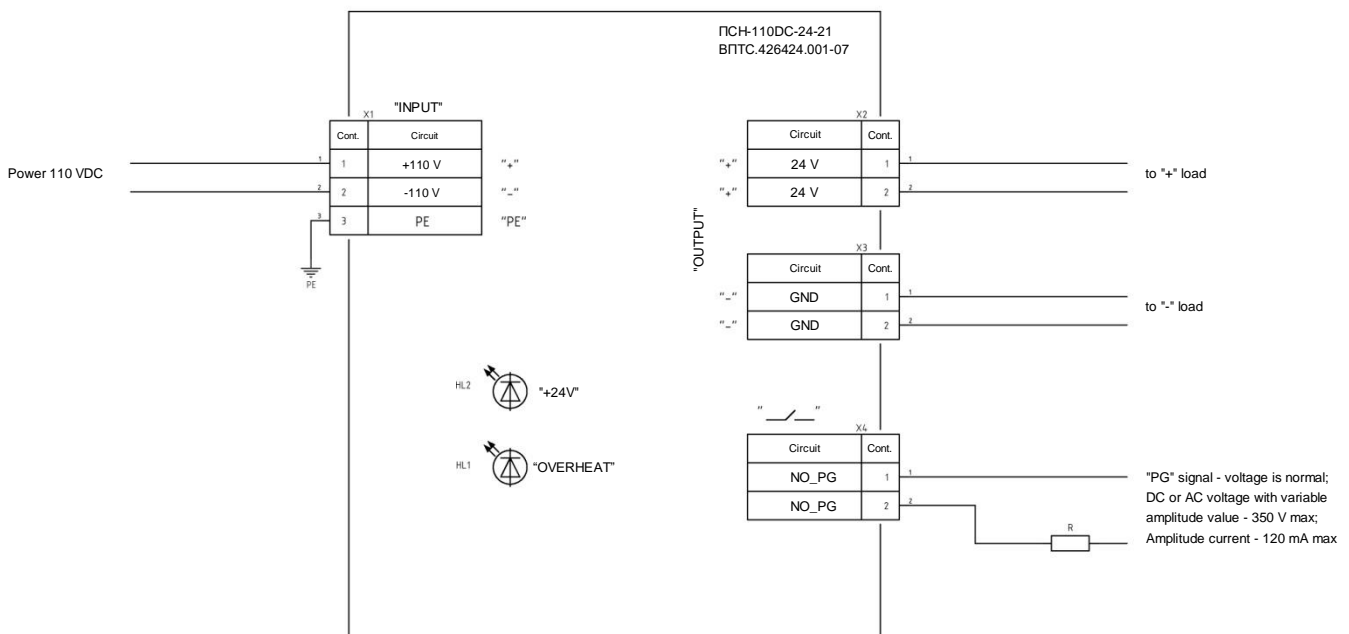 ПСН-110DC-24-21
ВПТС.426424.001-07
X1
"INPUT"
Cont. Circuit
Power 110 VDC
1 1 +110 V "+"
2 2 -110 V "-"
3 3 PE "PE"
PE
"OUTPUT"
X2
Circuit Cont.
"+" 24 V 1 1
"+" 24 V 2 2
to "+" load
X3
Circuit Cont.
"-" GND 1 1
"-" GND 2 2
to "-" load
HL2 "+24V"
HL1 "OVERHEAT"
" "
X4
Circuit Cont.
NO_PG 1 1
NO_PG 2 2
R
"PG" signal - voltage is normal;
DC or AC voltage with variable
amplitude value - 350 V max;
Amplitude current - 120 mA max